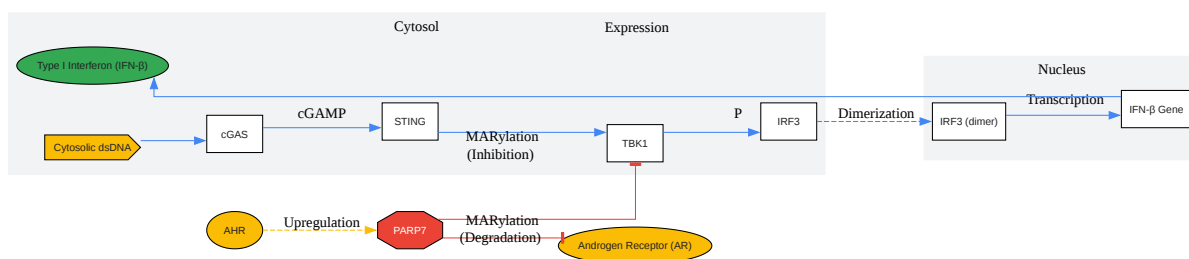 Cytosol
Expression
Type I Interferon (IFN-β)
Nucleus
cGAS
cGAMP
STING
P
IRF3
Dimerization
IRF3 (dimer)
Transcription
IFN-β Gene
Cytosolic dsDNA
MARylation
(Inhibition)
TBK1
AHR
Upregulation
PARP7
MARylation
(Degradation)
Androgen Receptor (AR)